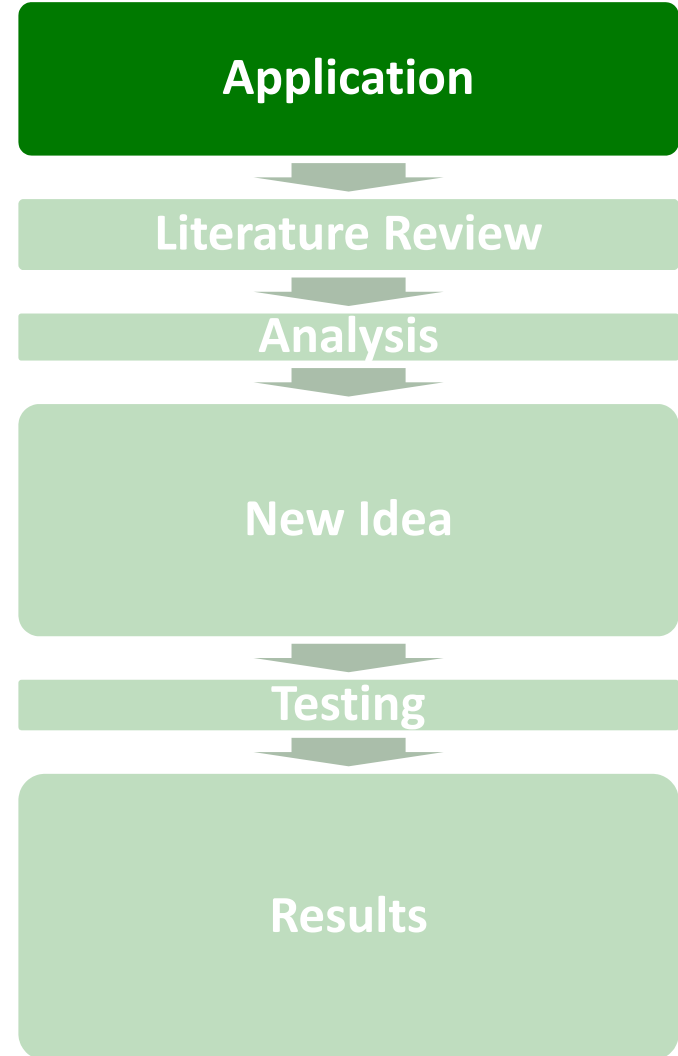 Application
Literature Review
Analysis
New Idea
Testing
Results